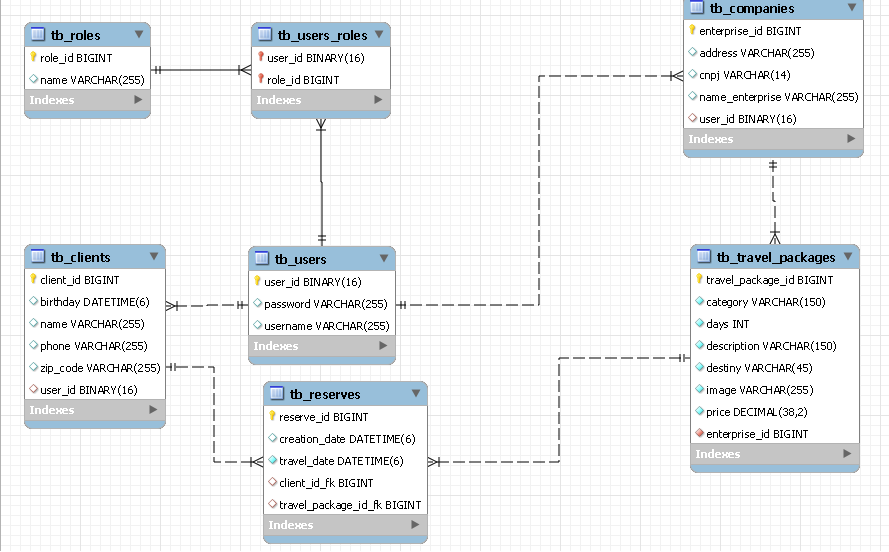 tb_roles
role_id BIGINT
name VARCHAR(255)
Indexes
tb_users_roles
user_id BINARY(16)
role_id BIGINT
Indexes
tb_companies
enterprise_id BIGINT
address VARCHAR(255)
cnpj VARCHAR(14)
name_enterprise VARCHAR(255)
user_id BINARY(16)
Indexes
tb_clients
client_id BIGINT
birthday DATETIME(6)
name VARCHAR(255)
phone VARCHAR(255)
zip_code VARCHAR(255)
user_id BINARY(16)
Indexes
tb_users
user_id BINARY(16)
password VARCHAR(255)
username VARCHAR(255)
Indexes
tb_travel_packages
travel_package_id BIGINT
category VARCHAR(150)
days INT
description VARCHAR(150)
destiny VARCHAR(45)
image VARCHAR(255)
price DECIMAL(38,2)
enterprise_id BIGINT
Indexes
tb_reserves
reserve_id BIGINT
creation_date DATETIME(6)
travel_date DATETIME(6)
client_id_fk BIGINT
travel_package_id_fk BIGINT
Indexes